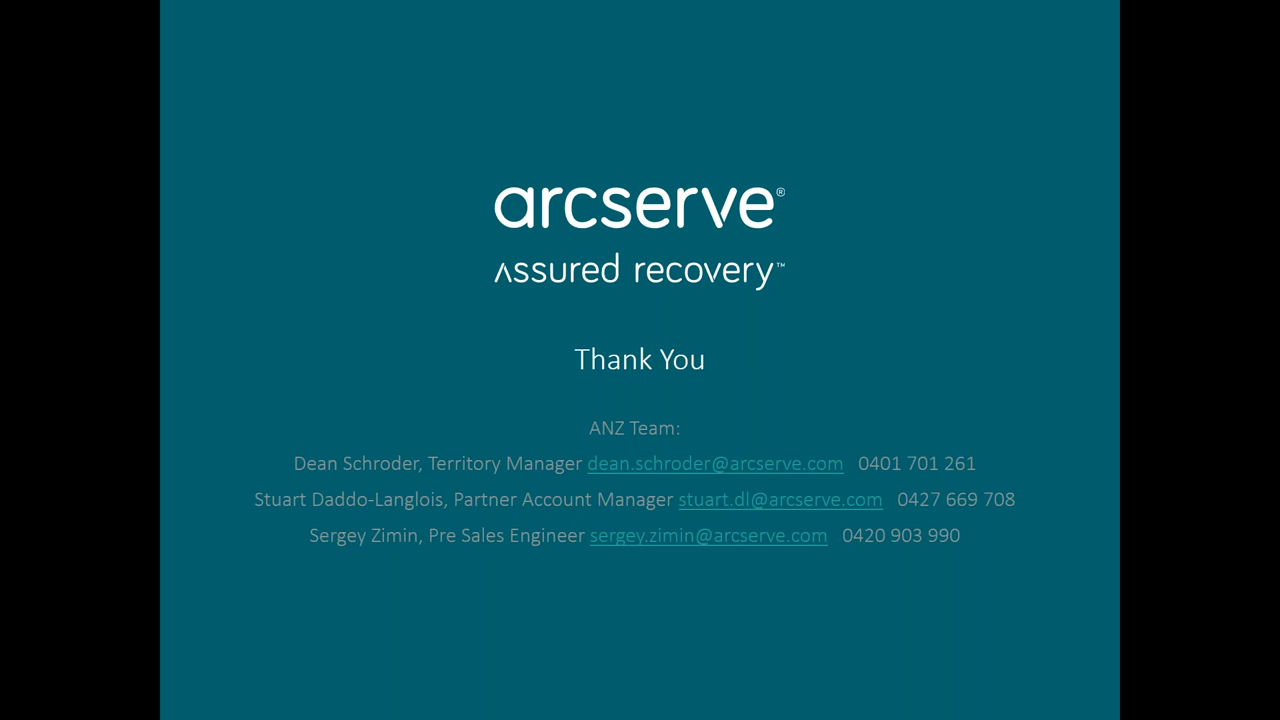 arcserve®
Assured recovery™
Thank You
ANZ Team:
Dean Schroder, Territory Manager dean.schroder@arcserve.com 0401 701 261
Stuart Daddo-Langlois, Partner Account Manager stuart.dl@arcserve.com 0427 669 708
Sergey Zimin, Pre Sales Engineer sergey.zimin@arcserve.com 0420 903 990